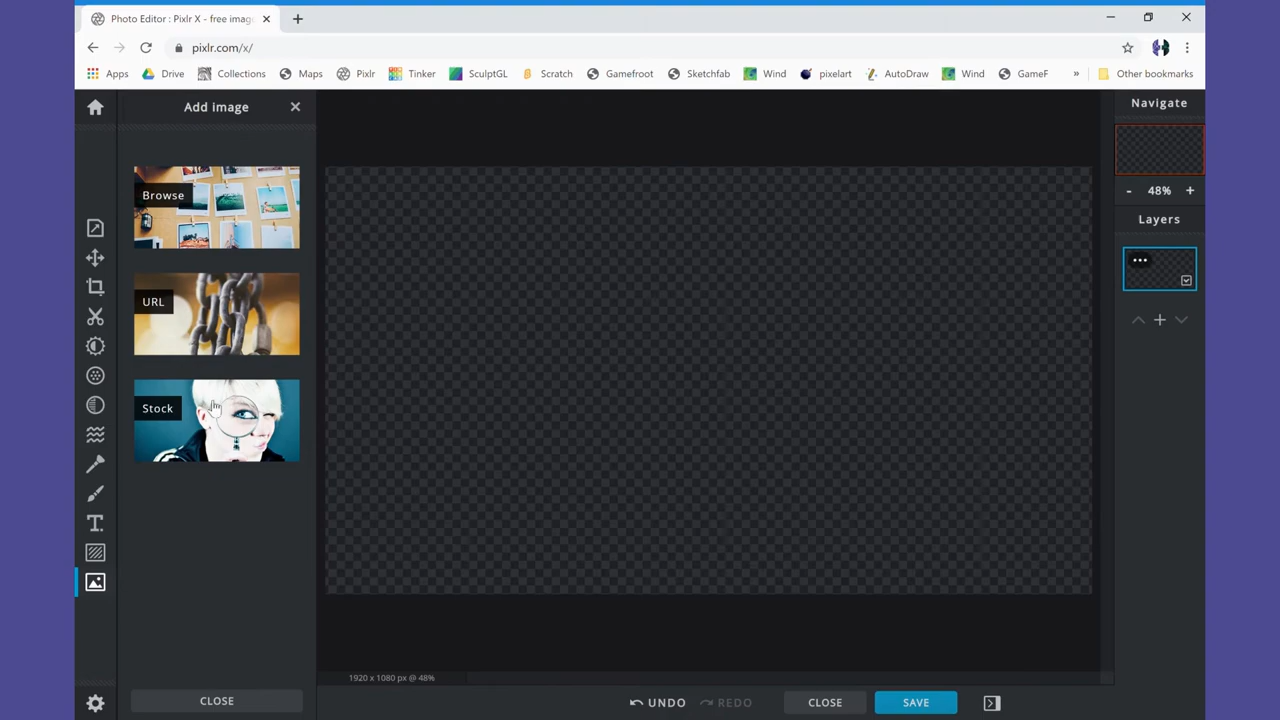 Photo Editor : Pixlr X - free imag
pixlr.com/x/
Apps Drive Collections Maps Pixlr Tinker SculptGL Scratch Gamefroot Sketchfab Wind pixelart AutoDraw Wind GameF » Other bookmarks
Add image
Navigate
Browse
- 48% +
Layers
URL
Stock
1920 x 1080 px @ 48%
CLOSE
UNDO REDO CLOSE SAVE